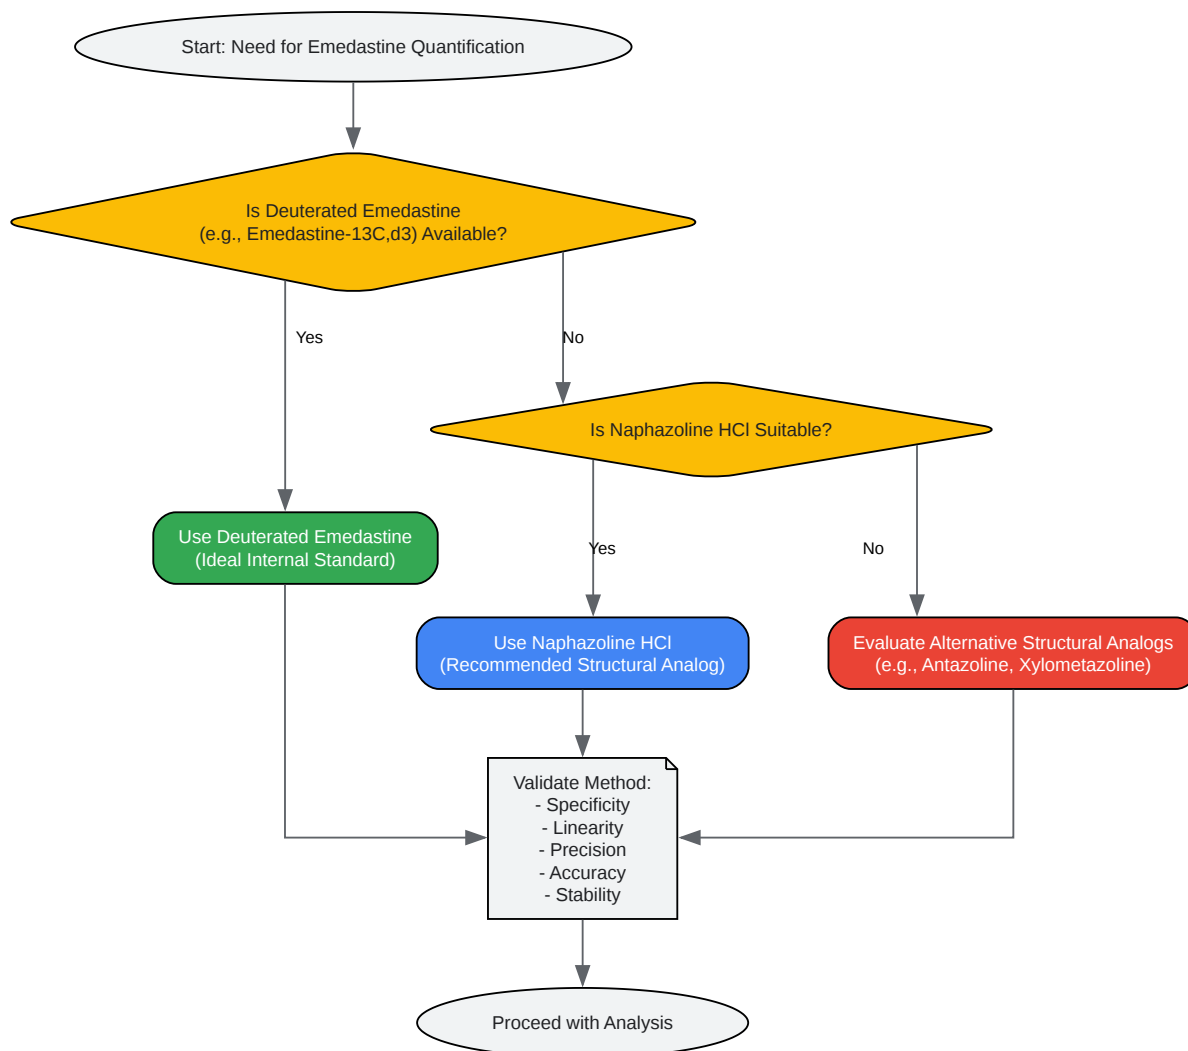 Start: Need for Emedastine Quantification
Is Deuterated Emedastine
(e.g., Emedastine-13C,d3) Available?
Yes
No
Is Naphazoline HCl Suitable?
Use Deuterated Emedastine
(Ideal Internal Standard)
Yes
No
Use Naphazoline HCl
(Recommended Structural Analog)
Evaluate Alternative Structural Analogs
(e.g., Antazoline, Xylometazoline)
Validate Method:
- Specificity
- Linearity
- Precision
- Accuracy
- Stability
Proceed with Analysis